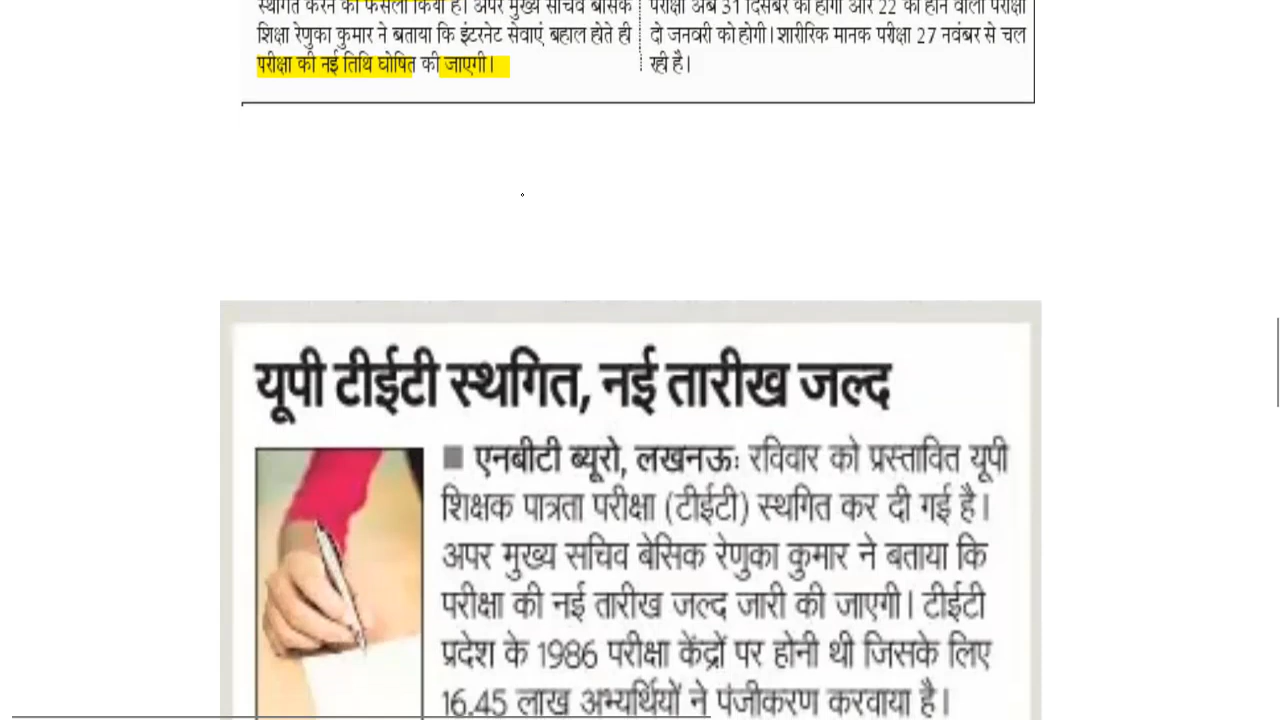 स्थगित करने का फैसला किया है। अपर मुख्य सचिव बेसिक
शिक्षा रेणुका कुमार ने बताया कि इंटरनेट सेवाएं बहाल होते ही
परीक्षा की नई तिथि घोषित की जाएगी।
परीक्षा अब 31 दिसंबर को होगी और 22 को होने वाली परीक्षा
दो जनवरी को होगी। शारीरिक मानक परीक्षा 27 नवंबर से चल
रही है।
यूपी टीईटी स्थगित, नई तारीख जल्द
■ एनबीटी ब्यूरो, लखनऊः रविवार को प्रस्तावित यूपी
शिक्षक पात्रता परीक्षा (टीईटी) स्थगित कर दी गई है।
अपर मुख्य सचिव बेसिक रेणुका कुमार ने बताया कि
परीक्षा की नई तारीख जल्द जारी की जाएगी। टीईटी
प्रदेश के 1986 परीक्षा केंद्रों पर होनी थी जिसके लिए
16.45 लाख अभ्यर्थियों ने पंजीकरण करवाया है।